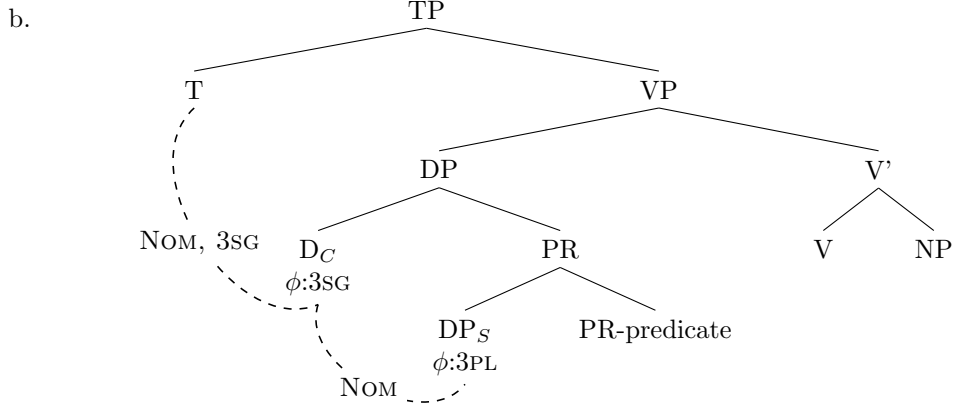 b.
TP
T VP
DP V'
NOM, 3SG D_C PR V NP
ϕ:3SG
DP_S PR-predicate
ϕ:3PL
NOM